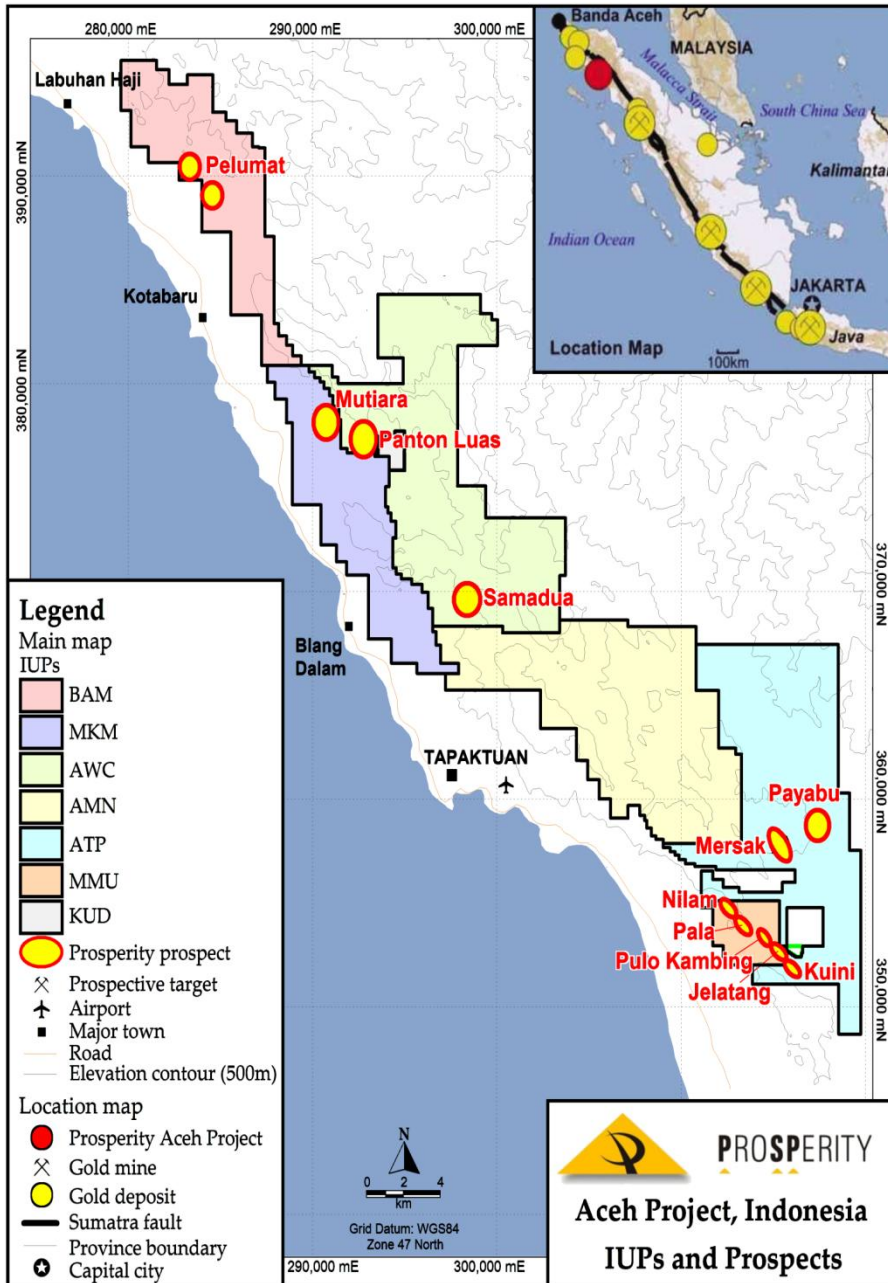 280,000 mE
290,000 mE
300,000 mE
Banda Aceh
MALAYSIA
Malacca Strait
South China Sea
Kalimantan
Indian Ocean
JAKARTA
Java
Location Map
100km
Labuhan Haji
390,000 mN
Pelumat
Kotabaru
380,000 mN
Mutiara
Panton Luas
370,000 mN
Samadua
Blang
Dalam
TAPAKTUAN
360,000 mN
Payabu
Mersak
Nilam
Pala
Pulo Kambing
Kuini
Jelatang
350,000 mN
Legend
Main map
IUPs
BAM
MKM
AWC
AMN
ATP
MMU
KUD
Prosperity prospect
Prospective target
Airport
Major town
Road
Elevation contour (500m)
Location map
Prosperity Aceh Project
Gold mine
Gold deposit
Sumatra fault
Province boundary
Capital city
N
4 0 2 4
km
Grid Datum: WGS84
Zone 47 North
290,000 mE
300,000 mE
PROSPERITY
Aceh Project, Indonesia
IUPs and Prospects